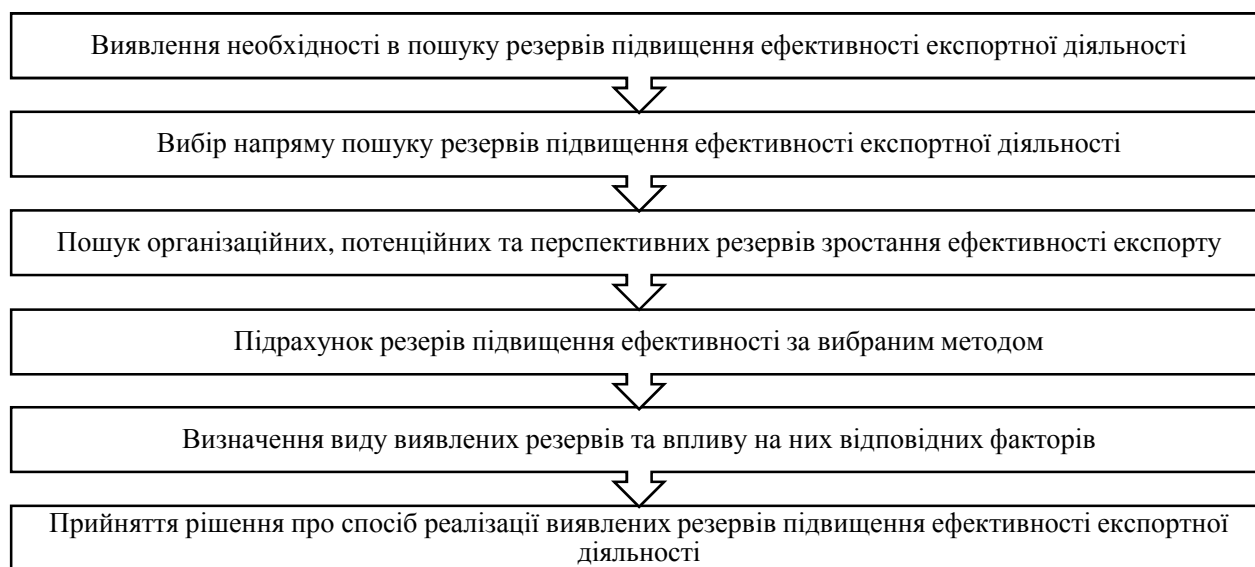 Виявлення необхідності в пошуку резервів підвищення ефективності експортної діяльності
Вибір напряму пошуку резервів підвищення ефективності експортної діяльності
Пошук організаційних, потенційних та перспективних резервів зростання ефективності експорту
Підрахунок резерів підвищення ефективності за вибраним методом
Визначення виду виявлених резервів та впливу на них відповідних факторів
Прийняття рішення про спосіб реалізації виявлених резервів підвищення ефективності експортної
діяльності